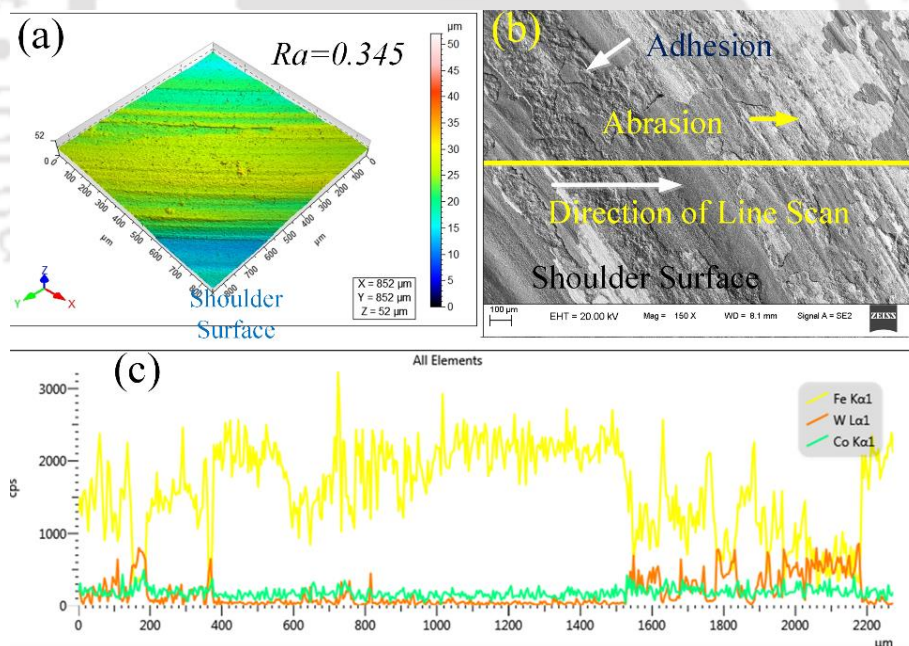 (a)
Ra=0.345
µm
50
45
40
35
30
25
20
15
10
5
0
52
0
0
100
200
300
400
500
600
700
µm
0
100
200
300
400
500
600
700
µm
Z
Y
X
Shoulder
Surface
X = 852 µm
Y = 852 µm
Z = 52 µm
(b)
Adhesion
Abrasion
Direction of Line Scan
Shoulder Surface
100 µm
EHT = 20.00 kV Mag = 150 X WD = 8.1 mm Signal A = SE2
ZEISS
(c)
All Elements
Fe Kα1
W Lα1
Co Kα1
3000
2000
1000
0
cps
0 200 400 600 800 1000 1200 1400 1600 1800 2000 2200
µm